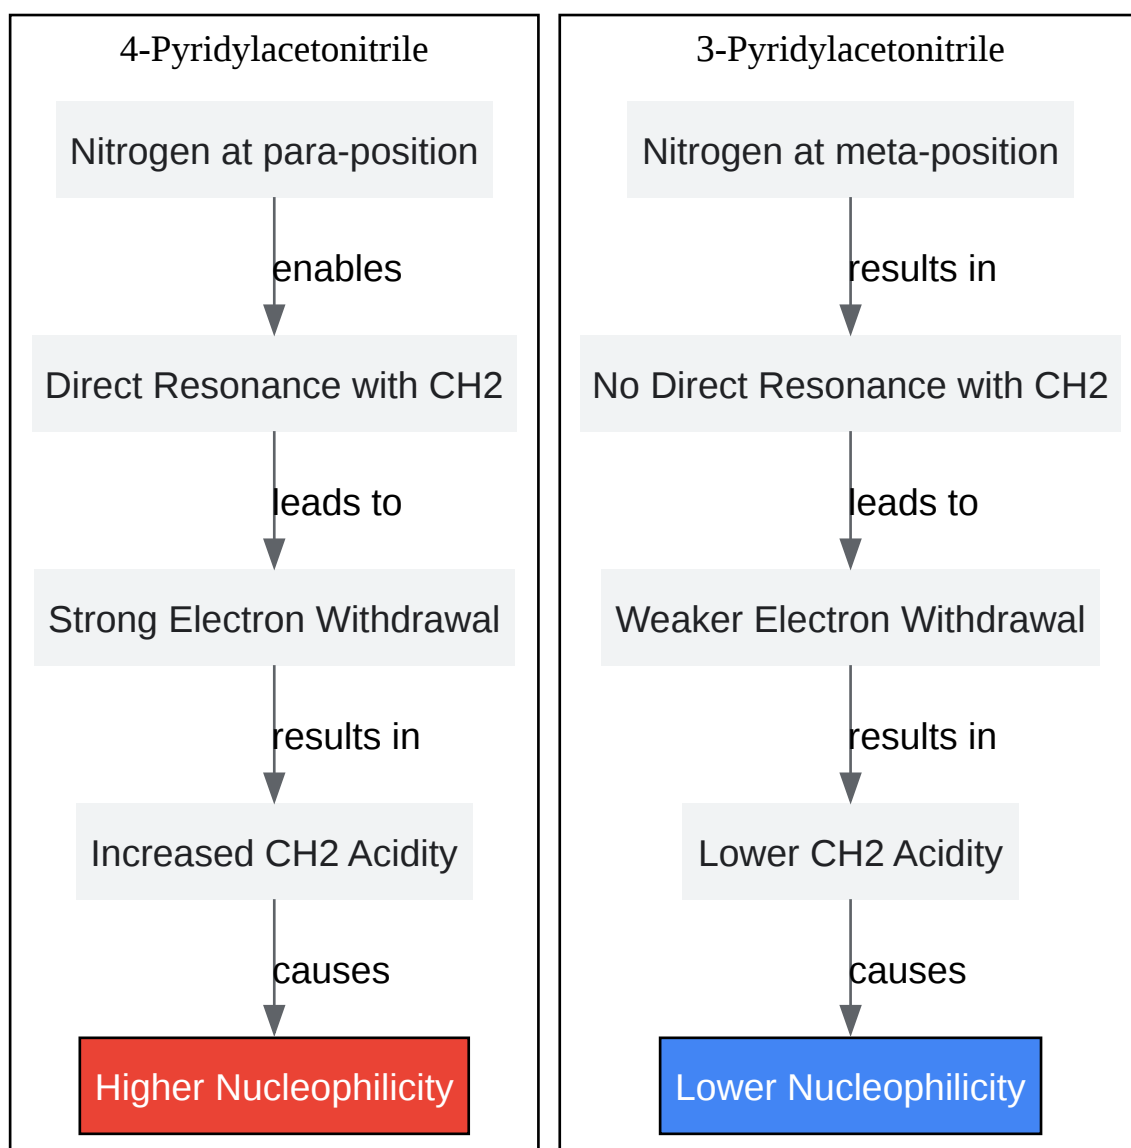 4-Pyridylacetonitrile
Nitrogen at para-position
enables
Direct Resonance with CH2
leads to
Strong Electron Withdrawal
results in
Increased CH2 Acidity
causes
Higher Nucleophilicity
3-Pyridylacetonitrile
Nitrogen at meta-position
results in
No Direct Resonance with CH2
leads to
Weaker Electron Withdrawal
results in
Lower CH2 Acidity
causes
Lower Nucleophilicity